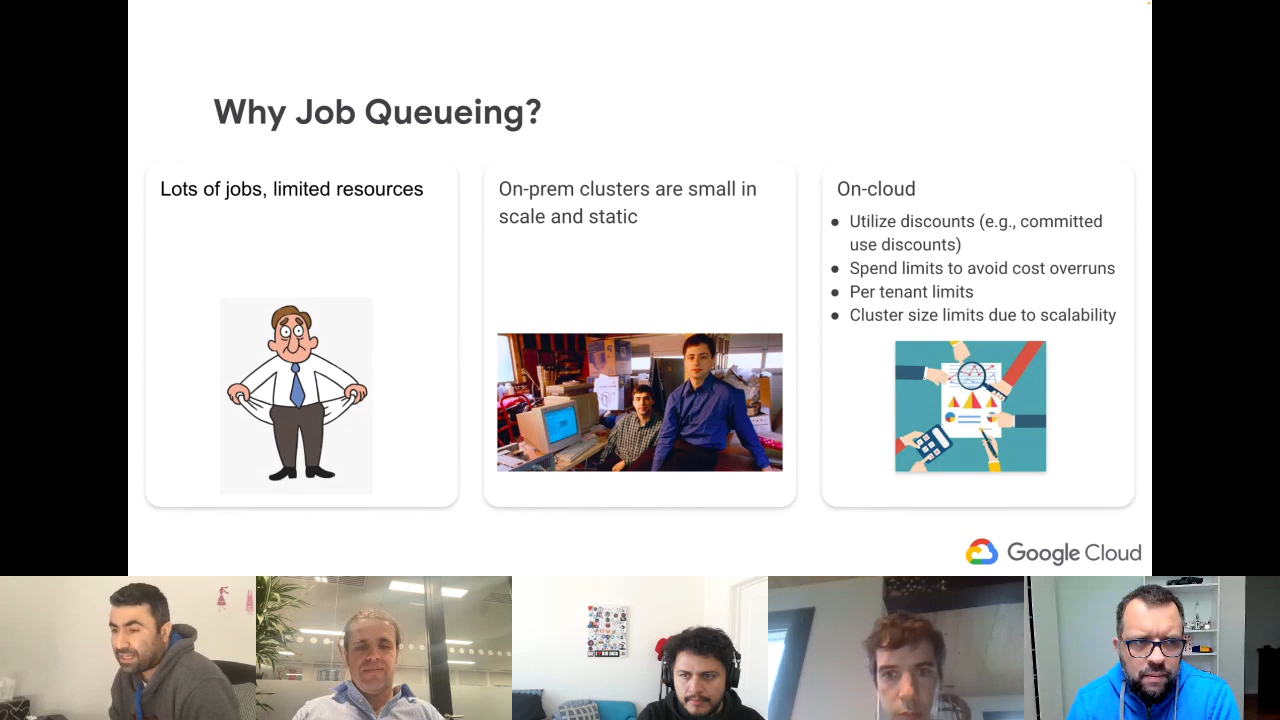 Why Job Queueing?
Lots of jobs, limited resources
On-prem clusters are small in
scale and static
On-cloud
● Utilize discounts (e.g., committed
use discounts)
● Spend limits to avoid cost overruns
● Per tenant limits
● Cluster size limits due to scalability
Google Cloud